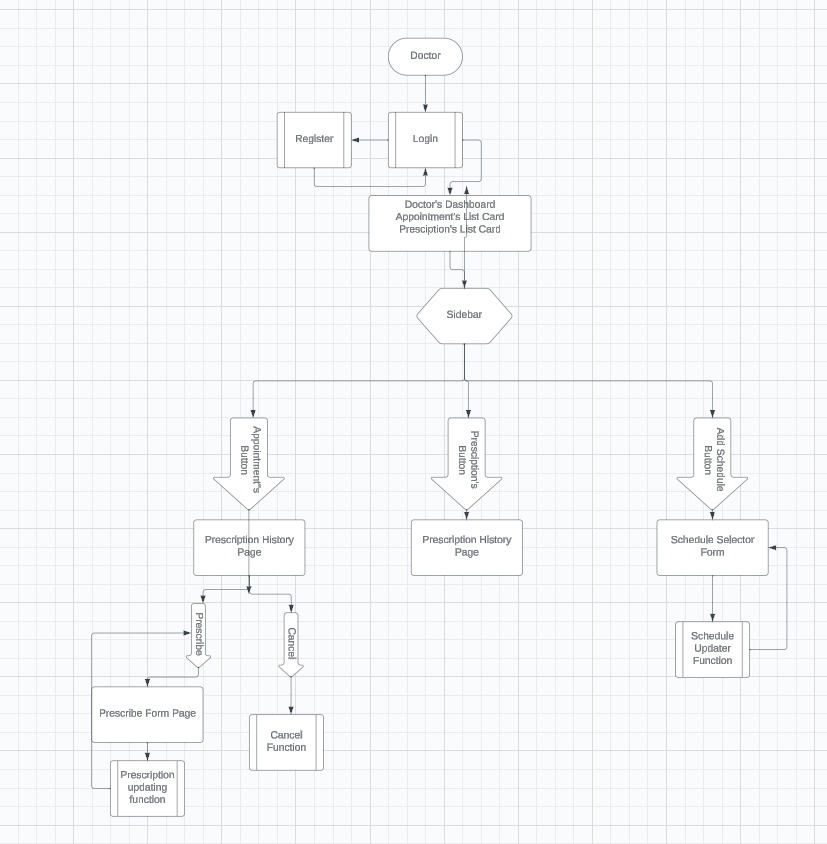 Doctor
Register
Login
Doctor's Dashboard
Appointment's List Card
Presciption's List Card
Sidebar
Appointment"s
Button
Presciption's
Button
Add Schedule
Button
Prescription History
Page
Prescription History
Page
Schedule Selector
Form
Prescribe
Cancel
Schedule
Updater
Function
Prescribe Form Page
Cancel
Function
Prescription
updating
function